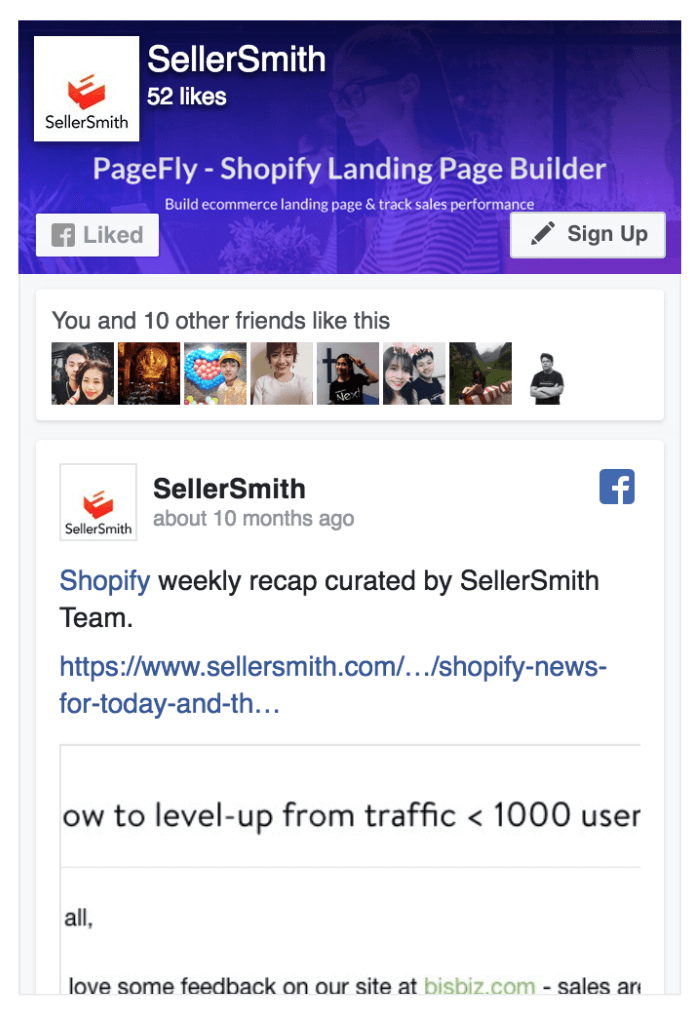 SellerSmith
52 likes
SellerSmith
PageFly - Shopify Landing Page Builder
Build ecommerce landing page & track sales performance
Liked
Sign Up
You and 10 other friends like this
Next
SellerSmith
about 10 months ago
SellerSmith
Shopify weekly recap curated by SellerSmith
Team.
https://www.sellersmith.com/…/shopify-news-
for-today-and-th…
ow to level-up from traffic < 1000 user
all,
love some feedback on our site at bisbiz.com - sales are